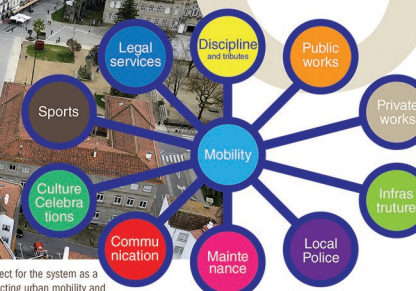 Legal
services
Discipline
and tributes
Public
works
Sports
Private
works
Mobility
Culture
Celebra
tions
Infras
truture
Commu
nication
Mainte
nance
Local
Police
ect for the system as a
cting urban mobility and